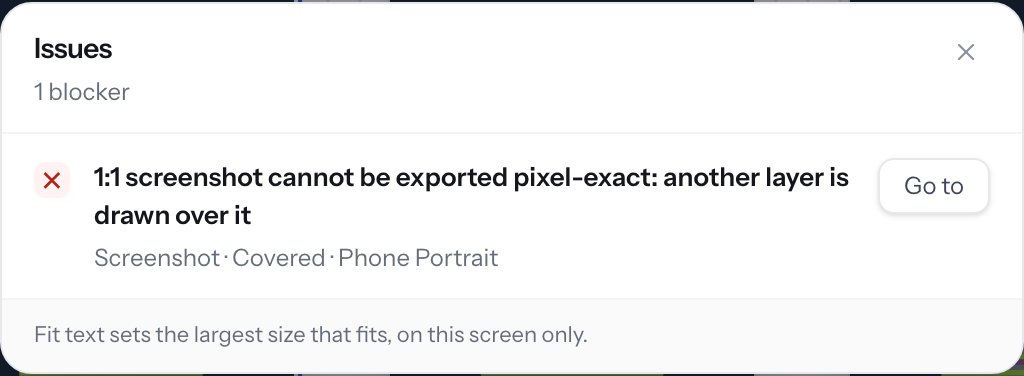 Issues
1 blocker
1:1 screenshot cannot be exported pixel-exact: another layer is
drawn over it
Go to
Screenshot · Covered · Phone Portrait
Fit text sets the largest size that fits, on this screen only.